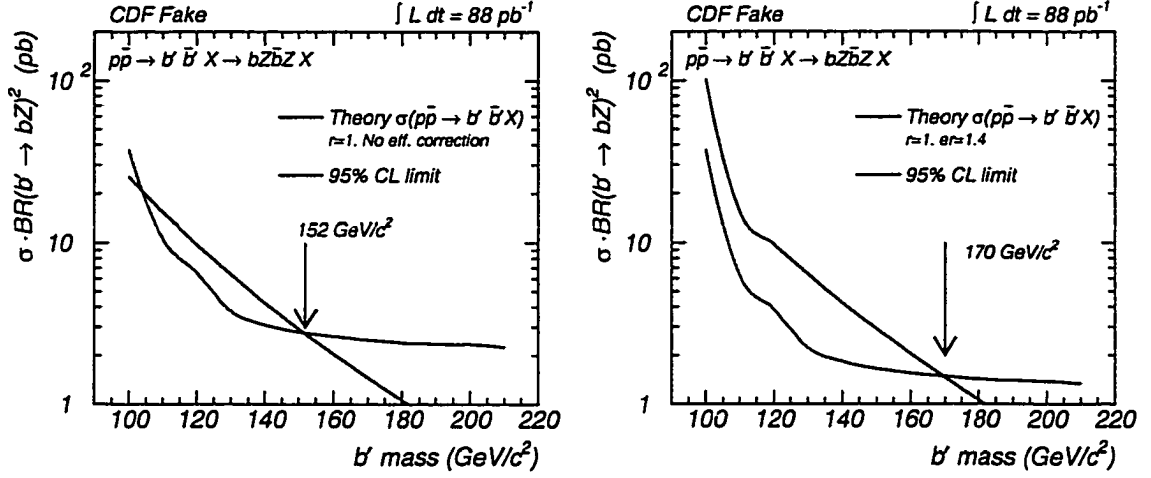 CDF Fake ∫ L dt = 88 pb⁻¹
pp̄ → b′ b̄′ X → bZb̄Z X
Theory σ(pp̄ → b′ b̄′X)
r=1. No eff. correction
95% CL limit
152 GeV/c²
σ · BR(b′ → bZ)² (pb)
10²
10
1
100 120 140 160 180 200 220
b′ mass (GeV/c²)
CDF Fake ∫ L dt = 88 pb⁻¹
pp̄ → b′ b̄′ X → bZb̄Z X
Theory σ(pp̄ → b′ b̄′X)
r=1. er=1.4
95% CL limit
170 GeV/c²
σ · BR(b′ → bZ)² (pb)
10²
10
1
100 120 140 160 180 200 220
b′ mass (GeV/c²)